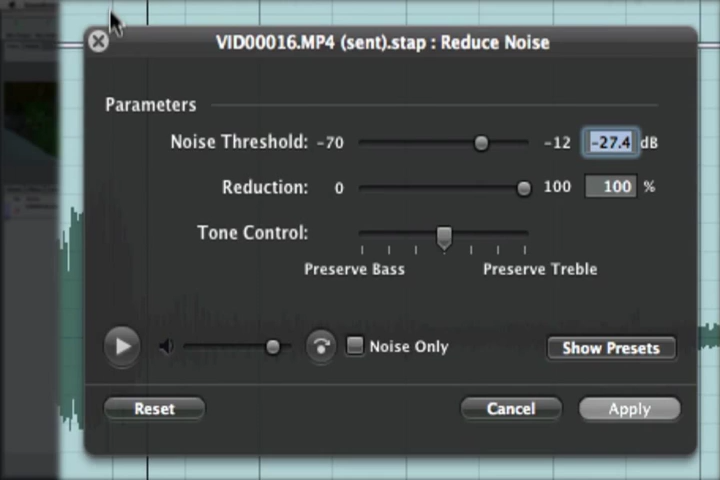 VID00016.MP4 (sent).stap : Reduce Noise
Parameters
Noise Threshold: -70 -12 -27.4 dB
Reduction: 0 100 100 %
Tone Control:
Preserve Bass Preserve Treble
Noise Only Show Presets
Reset Cancel Apply